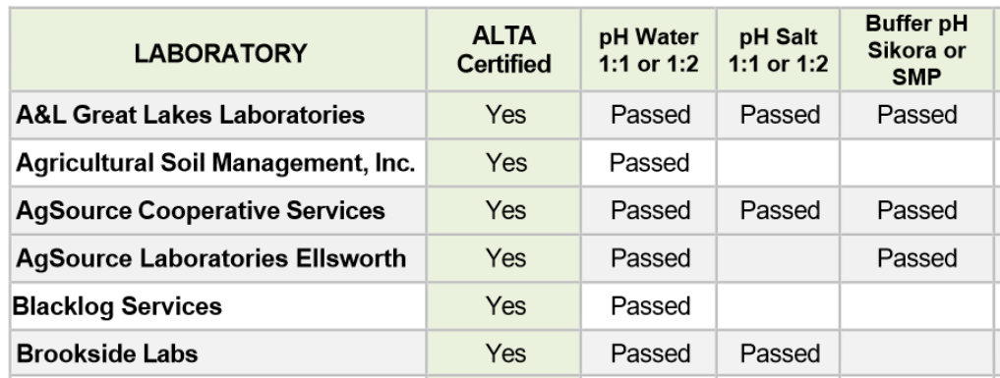 LABORATORY ALTA Certified pH Water 1:1 or 1:2 pH Salt 1:1 or 1:2 Buffer pH Sikora or SMP
A&L Great Lakes Laboratories Yes Passed Passed Passed
Agricultural Soil Management, Inc. Yes Passed
AgSource Cooperative Services Yes Passed Passed Passed
AgSource Laboratories Ellsworth Yes Passed Passed
Blacklog Services Yes Passed
Brookside Labs Yes Passed Passed